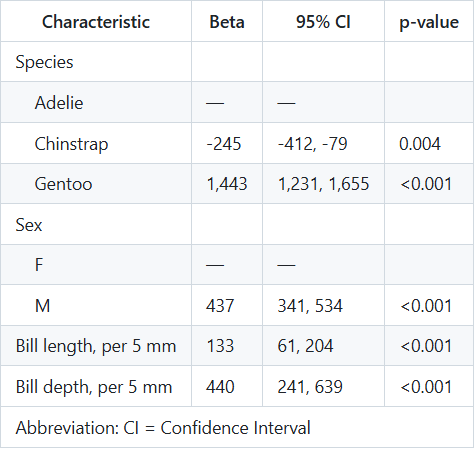 Characteristic Beta 95% CI p-value
Species
Adelie — —
Chinstrap -245 -412, -79 0.004
Gentoo 1,443 1,231, 1,655 <0.001
Sex
F — —
M 437 341, 534 <0.001
Bill length, per 5 mm 133 61, 204 <0.001
Bill depth, per 5 mm 440 241, 639 <0.001
Abbreviation: CI = Confidence Interval